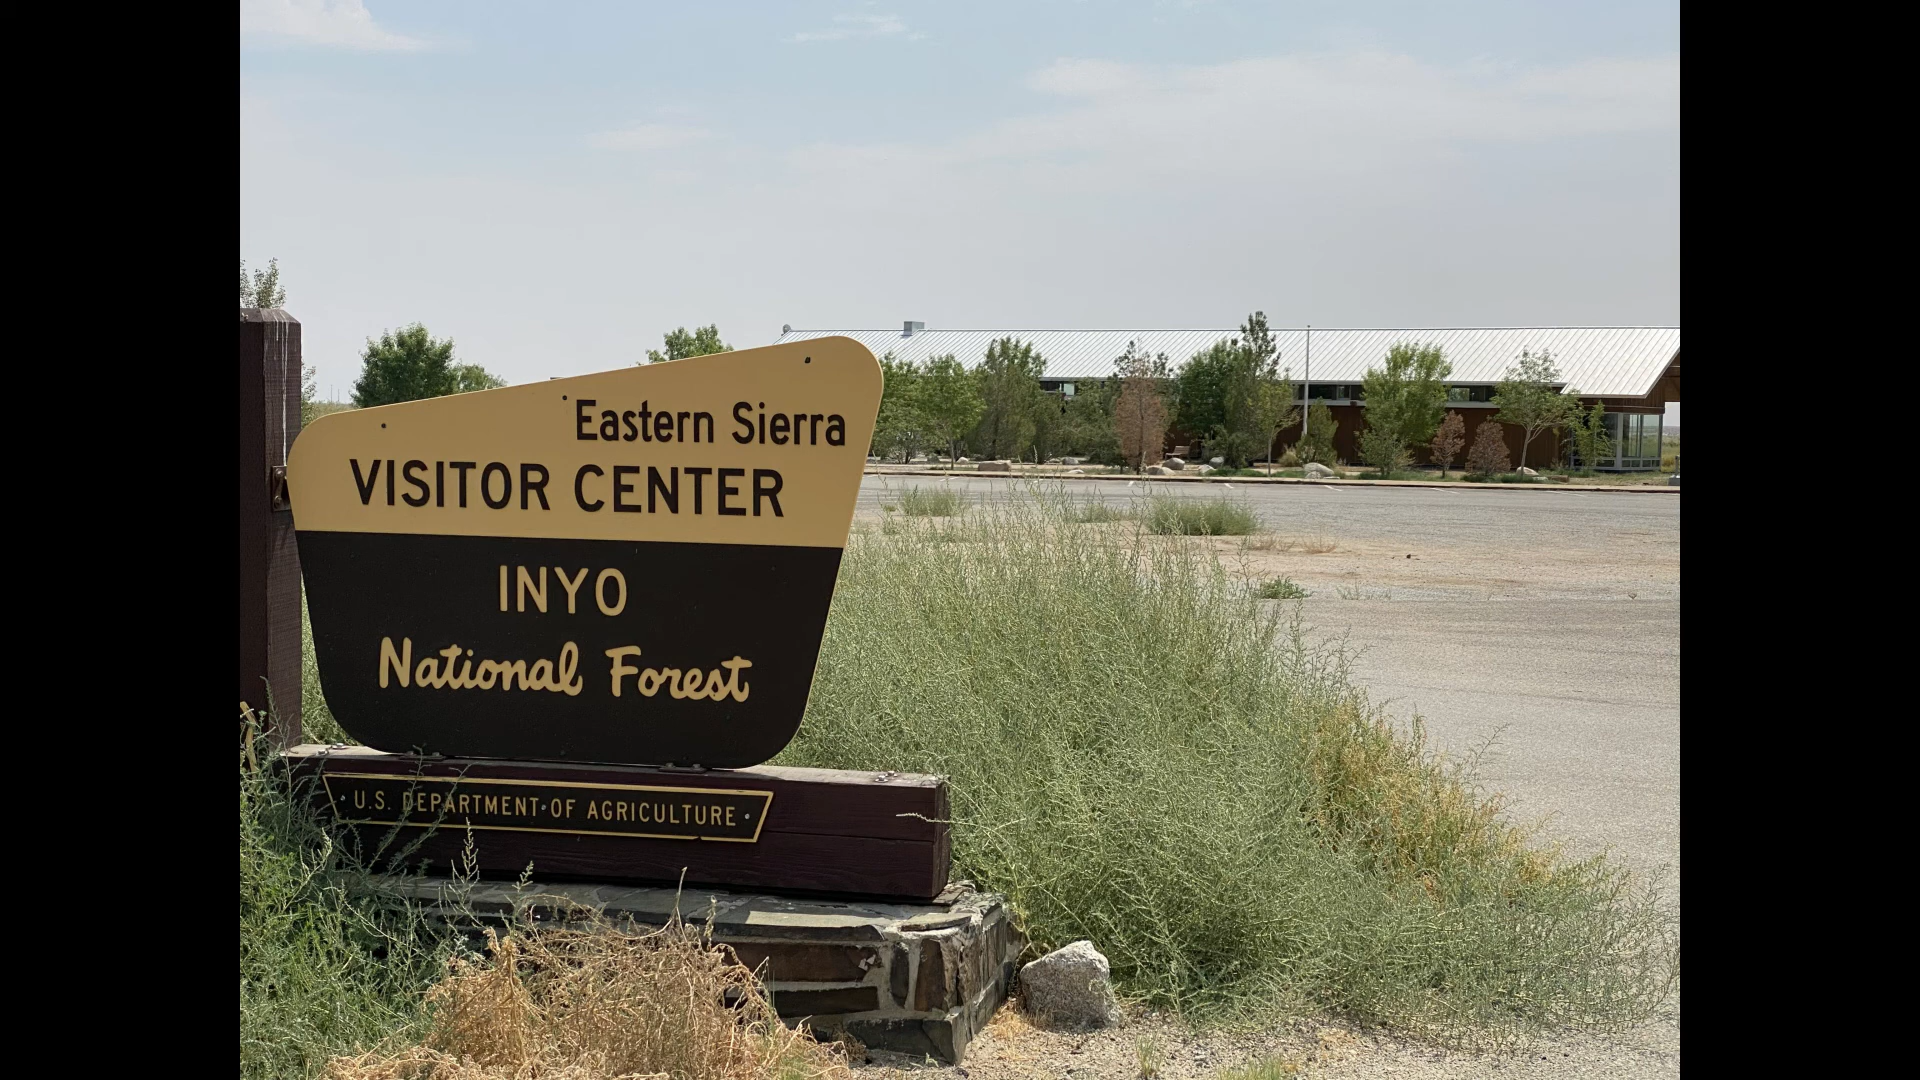 Eastern Sierra
VISITOR CENTER
INYO
National Forest
U.S. DEPARTMENT OF AGRICULTURE